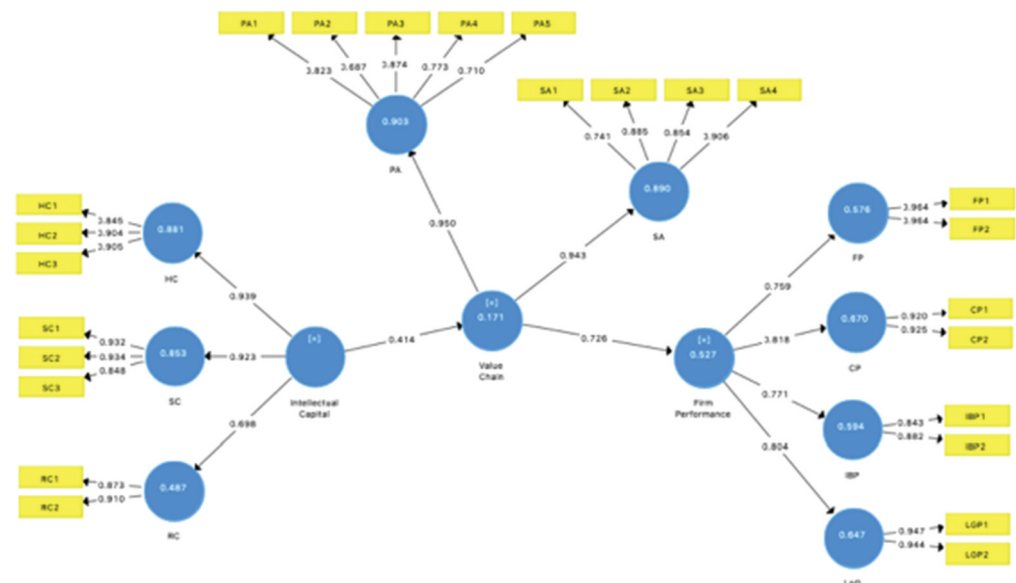 PA1 PA2 PA3 PA4 PA5
3.823 3.687 3.874 0.773 0.710
0.903
PA
SA1 SA2 SA3 SA4
0.741 0.885 0.854 3.906
0.890
SA
HC1
HC2
HC3
3.845
3.904
3.905
0.881
HC
0.950
0.943
0.939
SC1
SC2
SC3
0.932
0.934
0.848
0.853
SC
0.923
[+]
Intellectual
Capital
0.414
[+]
0.171
Value
Chain
0.726
[+]
0.527
Firm
Performance
0.698
RC1
RC2
0.873
0.910
0.487
RC
0.759
3.818
0.771
0.804
0.576
FP
3.964
3.964
FP1
FP2
0.670
CP
0.920
0.925
CP1
CP2
0.594
IBP
0.843
0.882
IBP1
IBP2
0.647
0.947
0.944
LGP1
LGP2